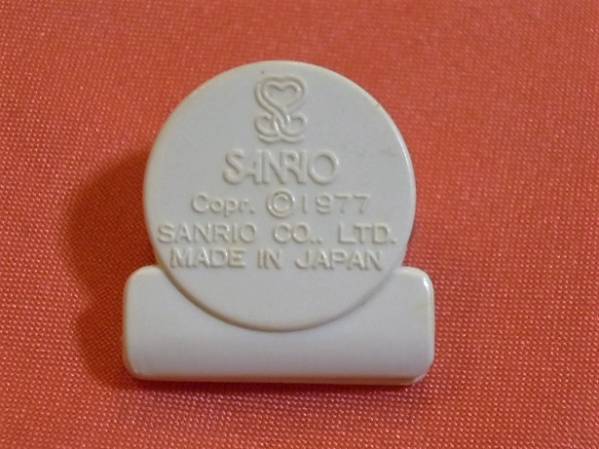 SANRIO
Copr. © 1977
SANRIO CO., LTD.
MADE IN JAPAN